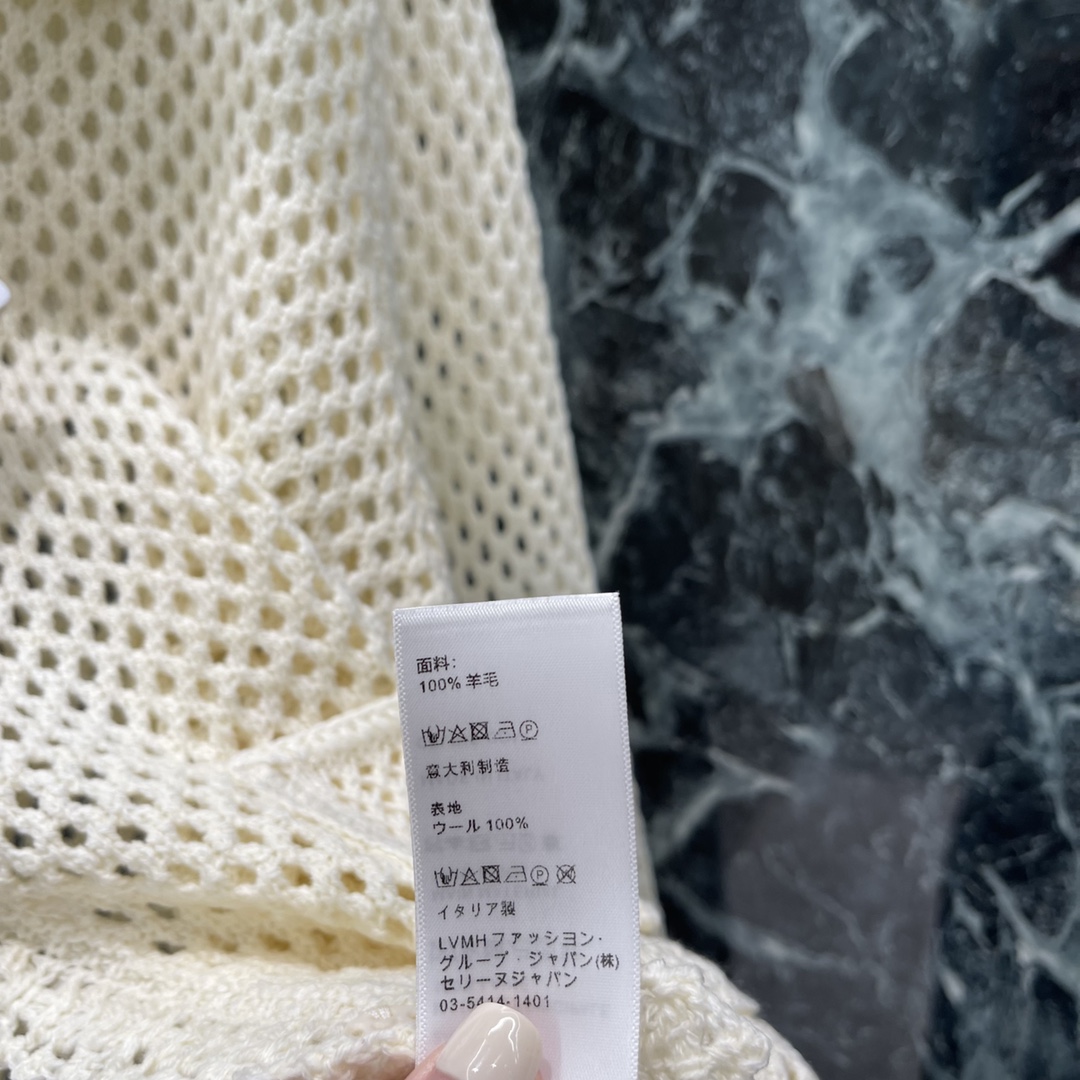 面料:
100% 羊毛
P
意大利制造
表地
ウール 100%
P
イタリア製
LVMHファッション·
グループ·ジャパン(株)
セリーヌジャパン
03-5414-1401